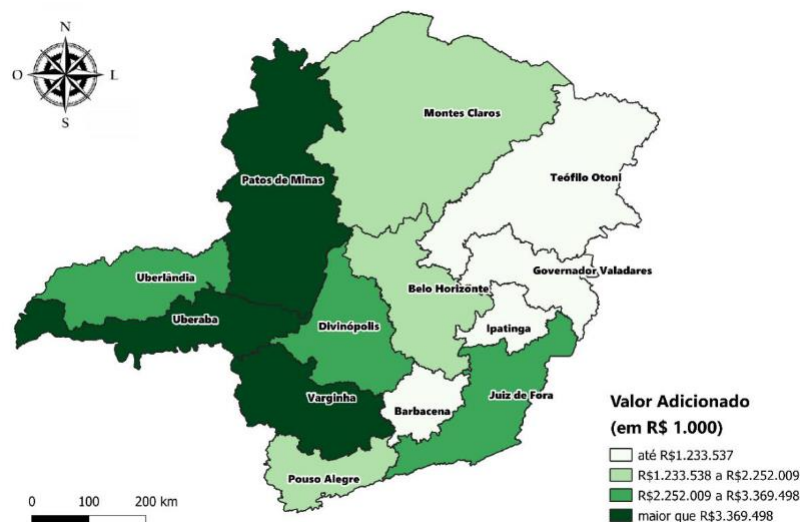 N
O
L
S
Montes Claros
Teófilo Otoni
Patos de Minas
Governador Valadares
Uberlândia
Belo Horizonte
Uberaba
Divinópolis
Ipatinga
Juiz de Fora
Varginha
Barbacena
Pouso Alegre
Valor Adicionado
(em R$ 1.000)
até R$1.233.537
R$1.233.538 a R$2.252.009
R$2.252.009 a R$3.369.498
maior que R$3.369.498
0 100 200 km